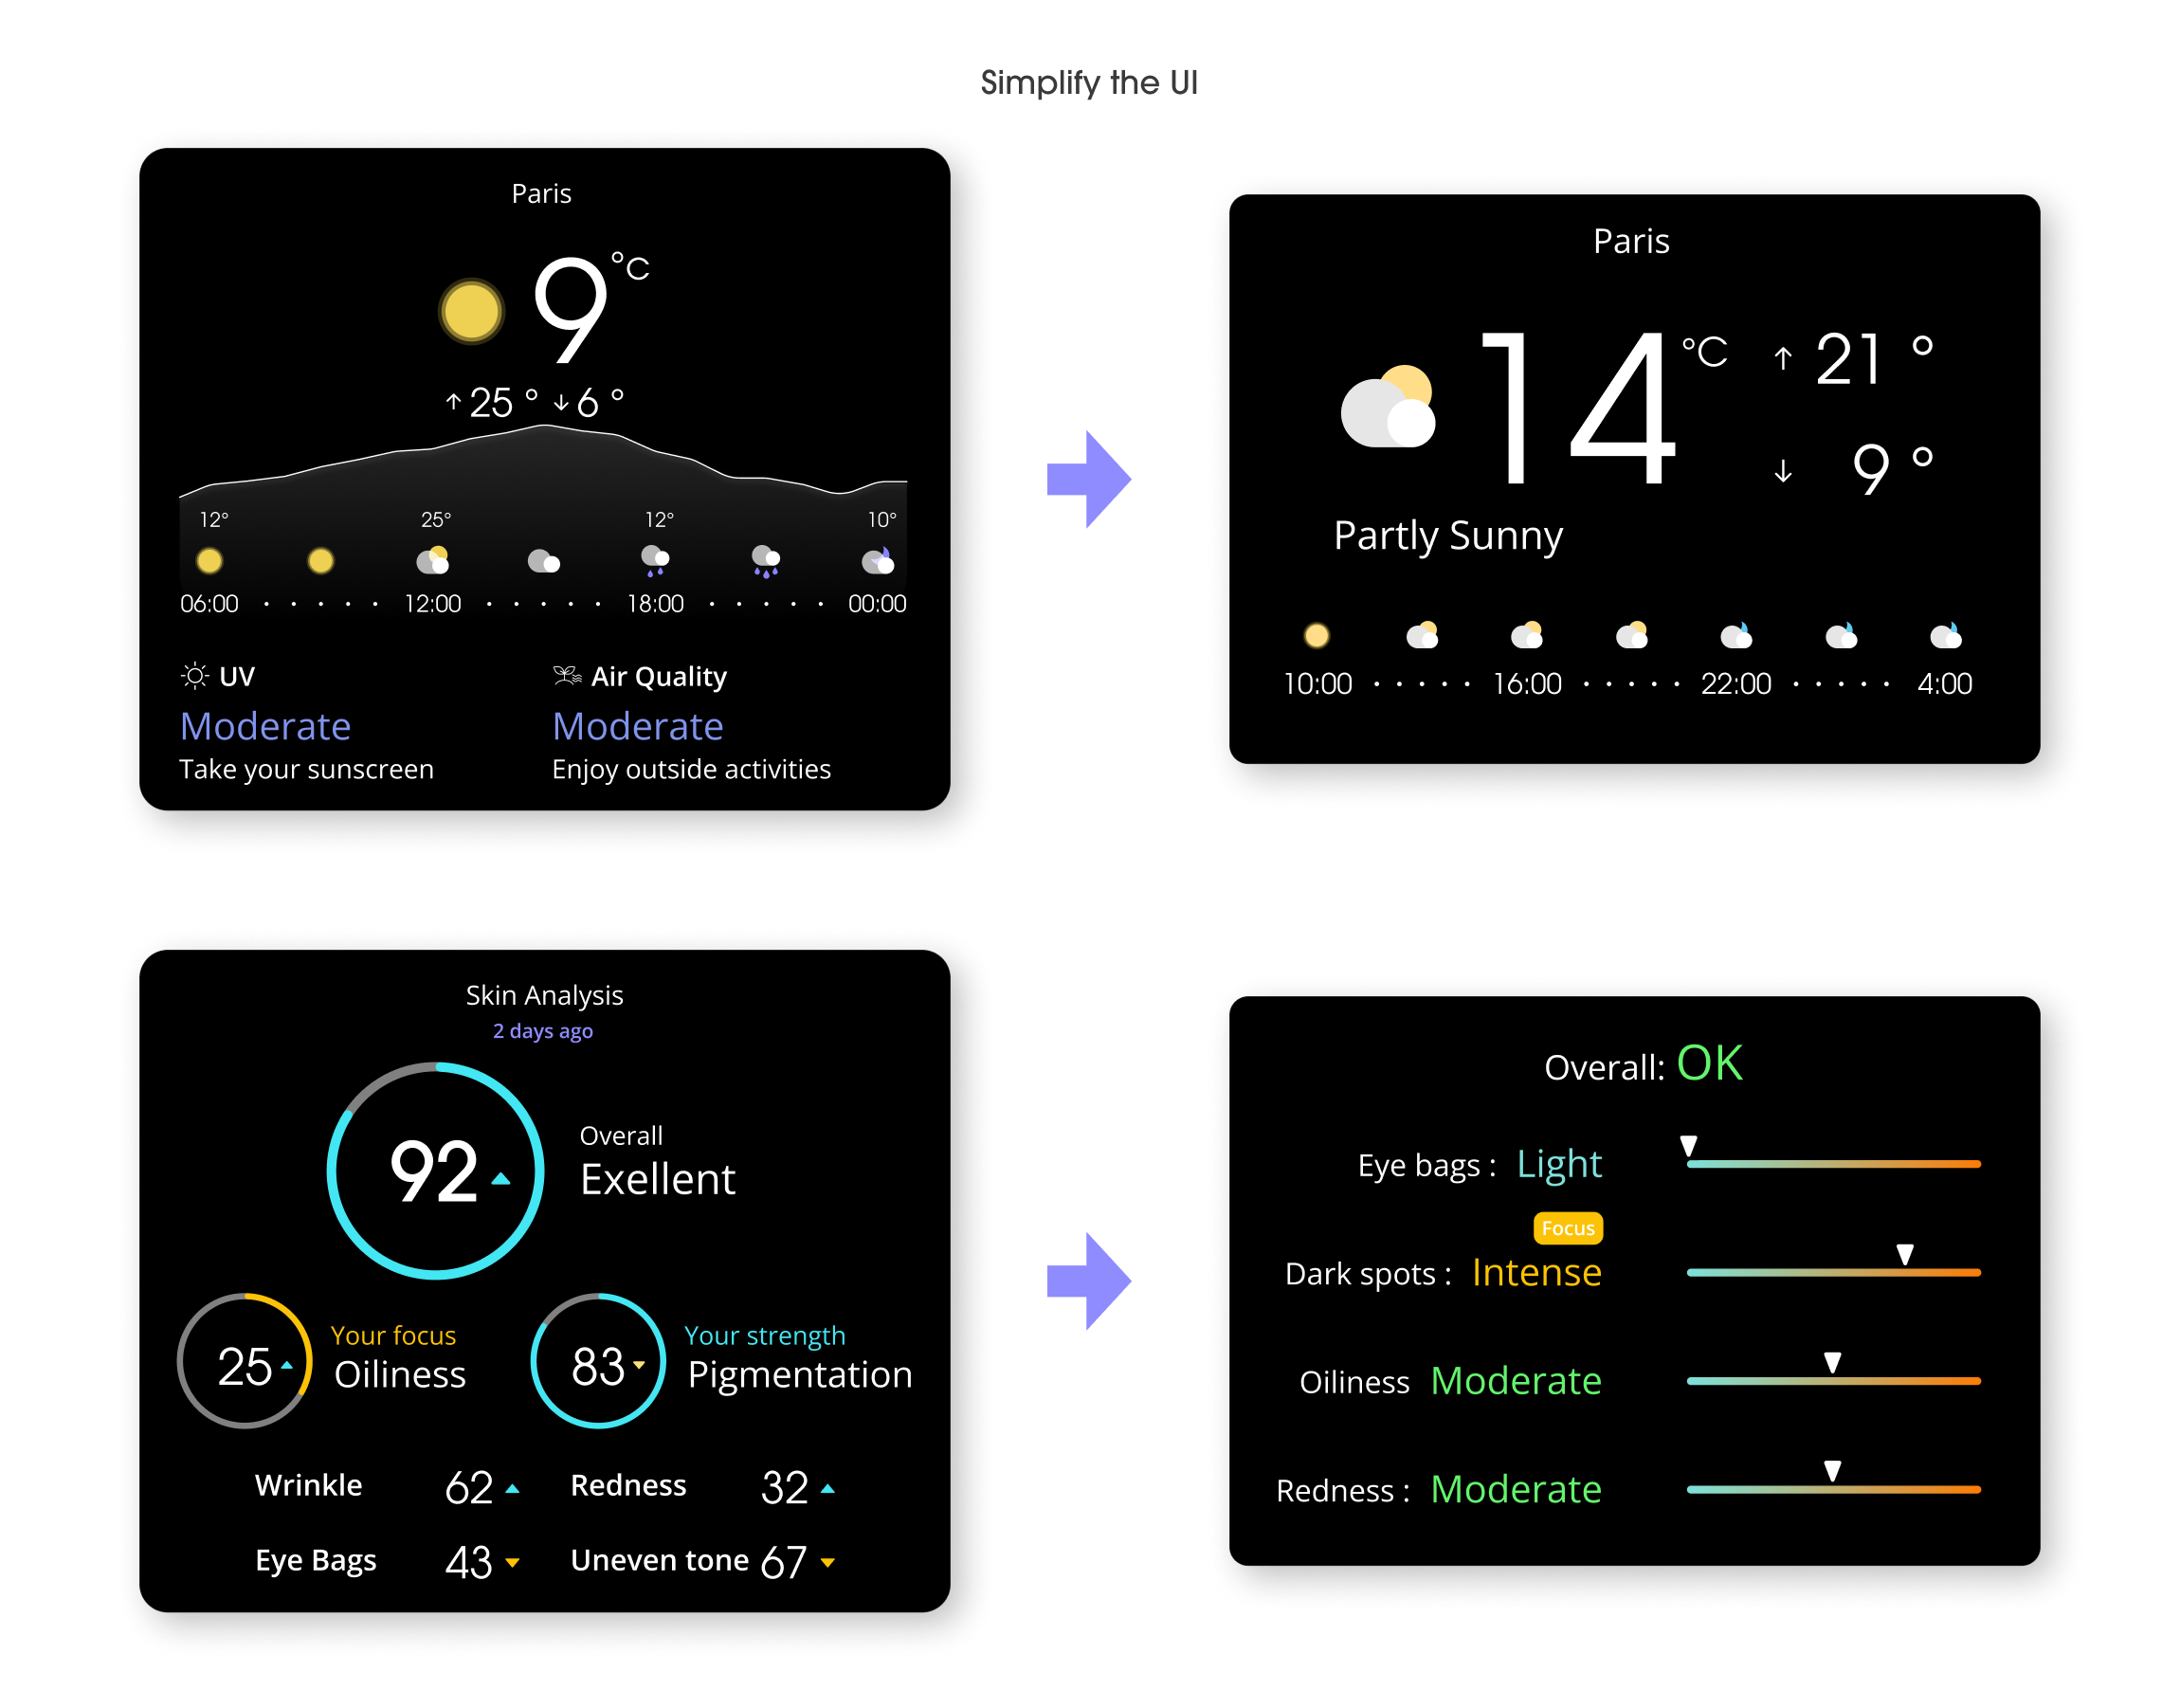 Simplify the UI
Paris
9 °C
↑ 25 ° ↓ 6 °
12° 25° 12° 10°
06:00 · · · · · 12:00 · · · · · 18:00 · · · · · 00:00
UV
Moderate
Take your sunscreen
Air Quality
Moderate
Enjoy outside activities
Paris
14 °C
↑ 21 °
↓ 9 °
Partly Sunny
10:00 · · · · · 16:00 · · · · · 22:00 · · · · · 4:00
Skin Analysis
2 days ago
92
Overall
Exellent
25
Your focus
Oiliness
83
Your strength
Pigmentation
Wrinkle 62
Redness 32
Eye Bags 43
Uneven tone 67
Overall: OK
Eye bags : Light
Focus
Dark spots : Intense
Oiliness Moderate
Redness : Moderate